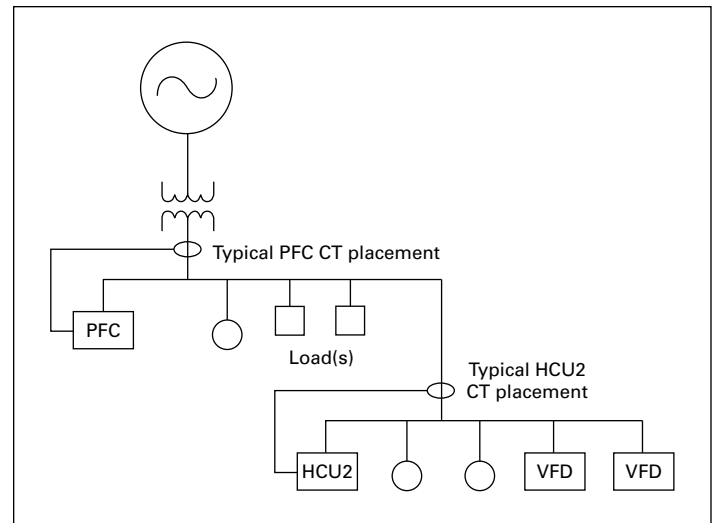 Typical PFC CT placement
PFC
Load(s)
Typical HCU2
CT placement
HCU2
VFD
VFD